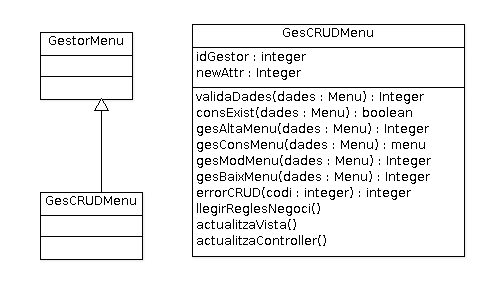 GestorMenu
GesCRUDMenu
GesCRUDMenu
idGestor : integer
newAttr : Integer
validaDades(dades : Menu) : Integer
consExist(dades : Menu) : boolean
gesAltaMenu(dades : Menu) : Integer
gesConsMenu(dades : Menu) : menu
gesModMenu(dades : Menu) : Integer
gesBaixMenu(dades : Menu) : Integer
errorCRUD(codi : integer) : integer
llegirReglesNegoci()
actualitzaVista()
actualitzaController()